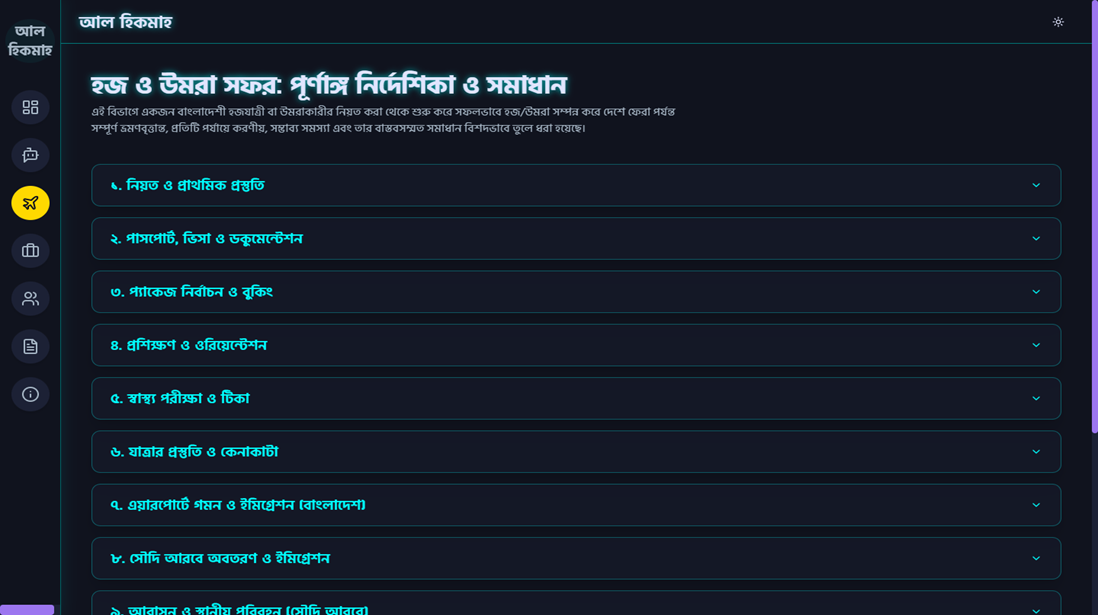 আল
হিকমাহ
আল হিকমাহ
হজ ও উমরা সফর: পূর্ণাঙ্গ নির্দেশিকা ও সমাধান
এই বিভাগে একজন বাংলাদেশী হজযাত্রী বা উমরাকারীর নিয়ত করা থেকে শুরু করে সফলভাবে হজ/উমরা সম্পন্ন করে দেশে ফেরা পর্যন্ত
সম্পূর্ণ ভ্রমণবৃত্তান্ত, প্রতিটি পর্যায়ে করণীয়, সম্ভাব্য সমস্যা এবং তার বাস্তবসম্মত সমাধান বিশদভাবে তুলে ধরা হয়েছে।
১. নিয়ত ও প্রাথমিক প্রস্তুতি
২. পাসপোর্ট, ভিসা ও ডকুমেন্টেশন
৩. প্যাকেজ নির্বাচন ও বুকিং
৪. প্রশিক্ষণ ও ওরিয়েন্টেশন
৫. স্বাস্থ্য পরীক্ষা ও টিকা
৬. যাত্রার প্রস্তুতি ও কেনাকাটা
৭. এয়ারপোর্টে গমন ও ইমিগ্রেশন (বাংলাদেশ)
৮. সৌদি আরবে অবতরণ ও ইমিগ্রেশন
৯. আবাসন ও স্থানীয় পরিবহন (সৌদি আরবে)